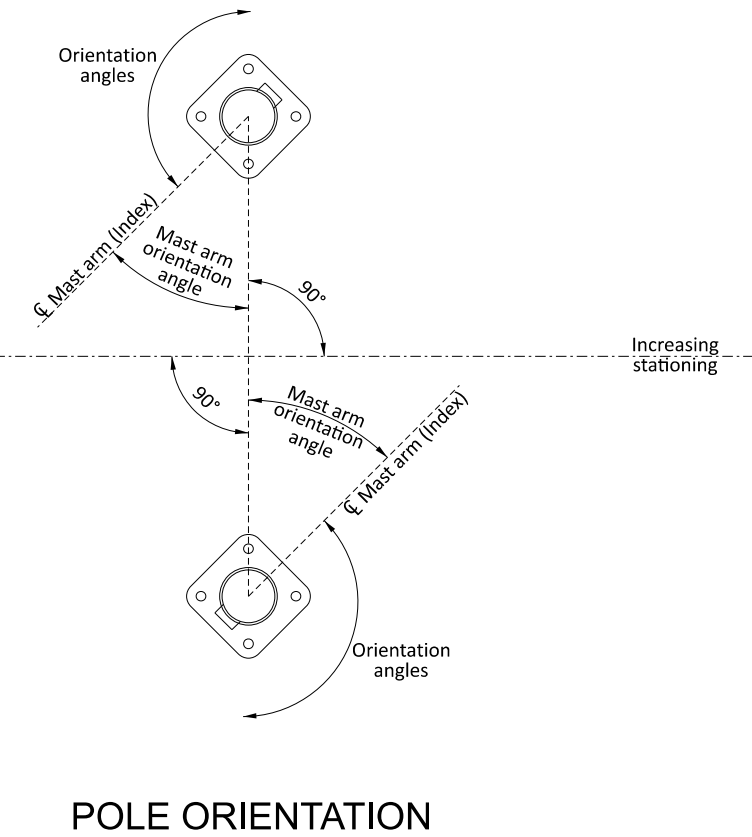 Orientation
angles
℄ Mast arm (Index)
Mast arm
orientation
angle
90°
Increasing
stationing
90°
Mast arm
orientation
angle
℄ Mast arm (Index)
Orientation
angles
POLE ORIENTATION